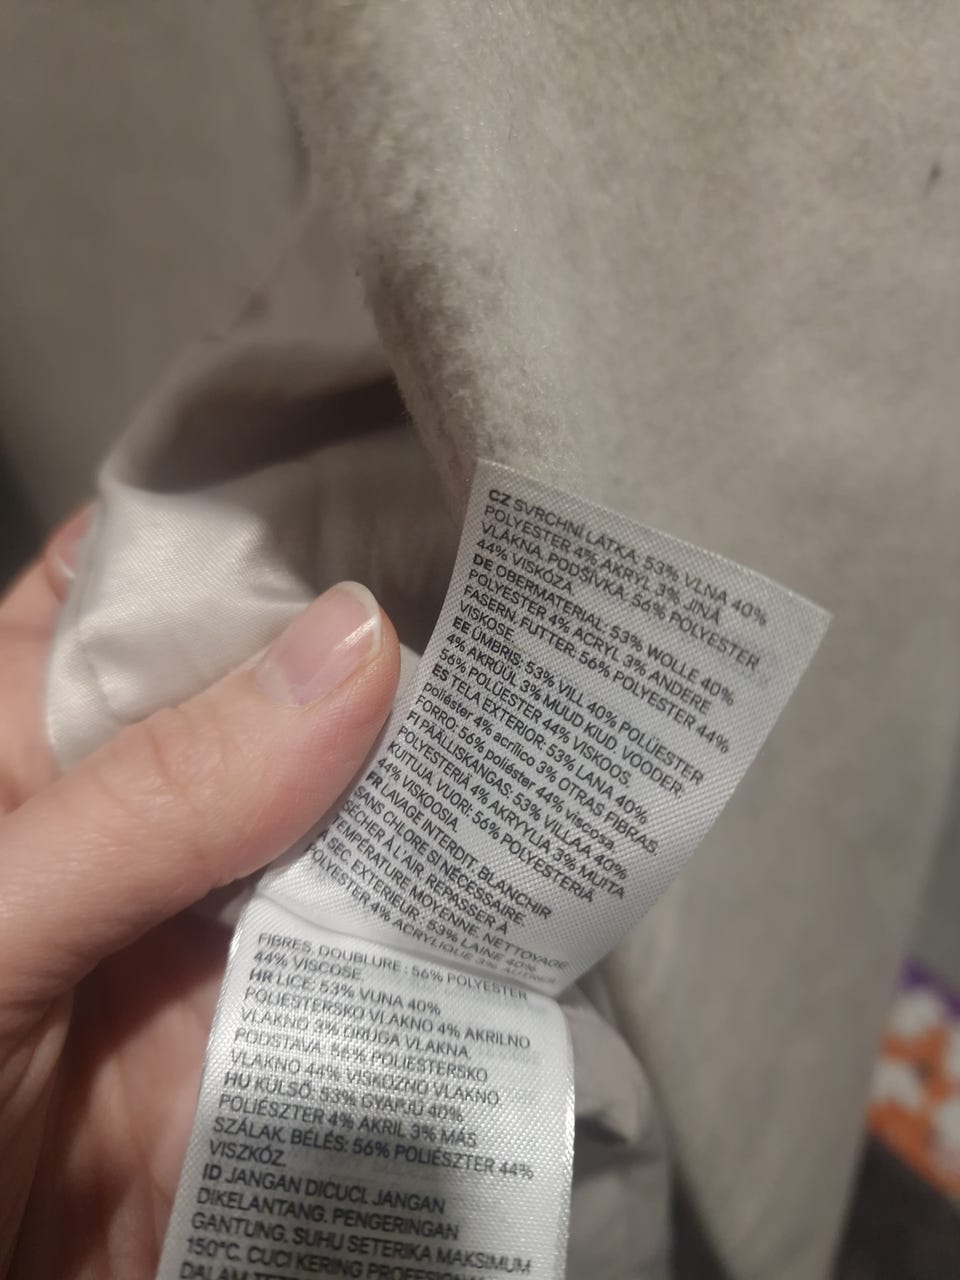 CZ SVRCHNÍ LÁTKA: 53% VLNA 40%
POLYESTER 4% AKRYL 3% JINÁ
VLÁKNA. PODŠÍVKA: 56% POLYESTER
44% VISKÓZA.
DE OBERMATERIAL: 53% WOLLE 40%
POLYESTER 4% ACRYL 3% ANDERE
FASERN. FUTTER: 56% POLYESTER 44%
VISKOSE.
EE ÜMBRIS: 53% VILL 40% POLÜESTER
4% AKRÜÜL 3% MUUD KIUD. VOODER:
56% POLÜESTER 44% VISKOOS.
ES TELA EXTERIOR: 53% LANA 40%
poliéster 4% acrílico 3% OTRAS FIBRAS.
FORRO: 56% poliéster 44% viscosa.
FI PÄÄLLISKANGAS: 53% VILLAA 40%
POLYESTERIÄ 4% AKRYYLIÄ 3% MUITA
KUITUJA. VUORI: 56% POLYESTERIÄ
44% VISKOOSIA.
FR LAVAGE INTERDIT. BLANCHIR
SANS CHLORE SI NÉCESSAIRE.
SÉCHER À L'AIR. REPASSER À
TEMPÉRATURE MOYENNE. NETTOYAGE
À SEC. EXTERIEUR : 53% LAINE 40%
POLYESTER 4% ACRYLIQUE 3% AUTRES
FIBRES. DOUBLURE : 56% POLYESTER
44% VISCOSE.
HR LICE: 53% VUNA 40%
POLIESTERSKO VLAKNO 4% AKRILNO
VLAKNO 3% DRUGA VLAKNA.
PODSTAVA: 56% POLIESTERSKO
VLAKNO 44% VISKOZNO VLAKNO
HU KÜLSŐ: 53% GYAPJÚ 40%
POLIÉSZTER 4% AKRIL 3% MÁS
SZÁLAK. BÉLÉS: 56% POLIÉSZTER 44%
VISZKÓZ.
ID JANGAN DICUCI. JANGAN
DIKELANTANG. PENGERINGAN
GANTUNG. SUHU SETERIKA MAKSIMUM
150°C. CUCI KERING PROFESIONAL
DALAM